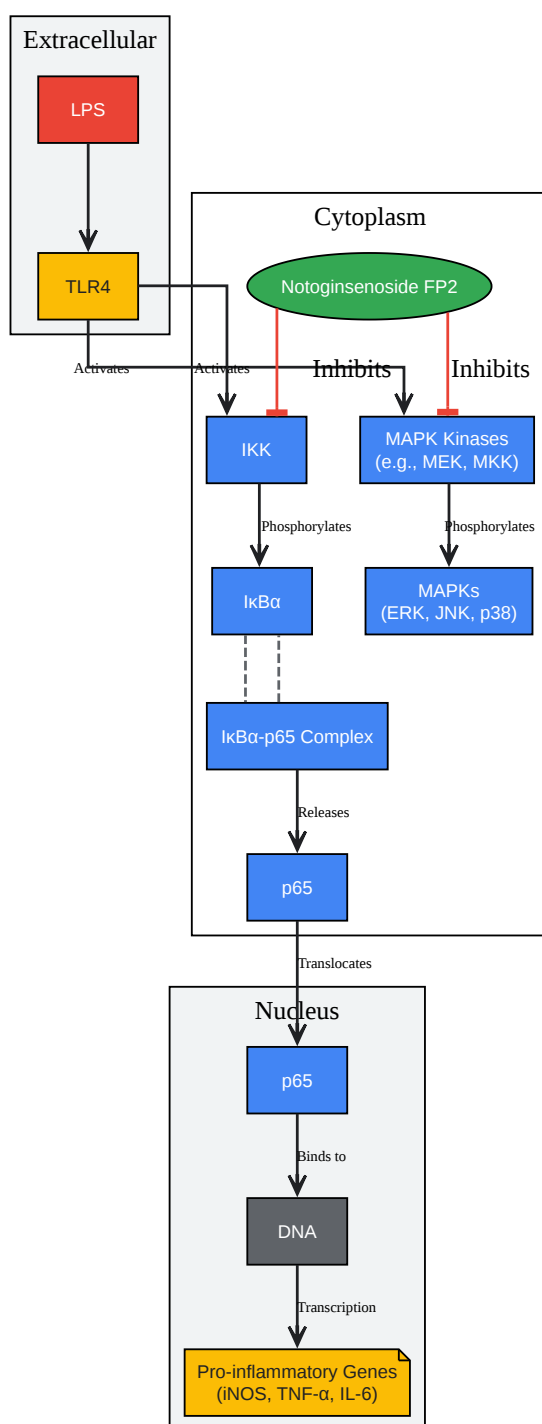 Extracellular
LPS
TLR4
Cytoplasm
Notoginsenoside FP2
Activates
Activates
Inhibits
Inhibits
IKK
MAPK Kinases
(e.g., MEK, MKK)
Phosphorylates
Phosphorylates
IκBα
MAPKs
(ERK, JNK, p38)
IκBα-p65 Complex
Releases
p65
Translocates
Nucleus
p65
Binds to
DNA
Transcription
Pro-inflammatory Genes
(iNOS, TNF-α, IL-6)